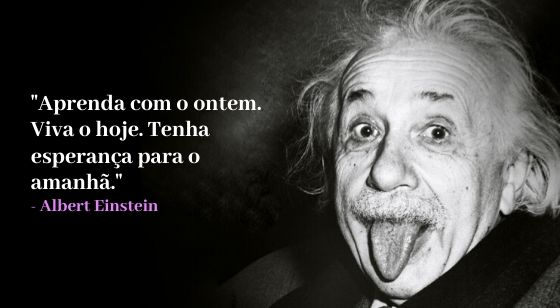 "Aprenda com o ontem.
Viva o hoje. Tenha
esperança para o
amanhã."
- Albert Einstein